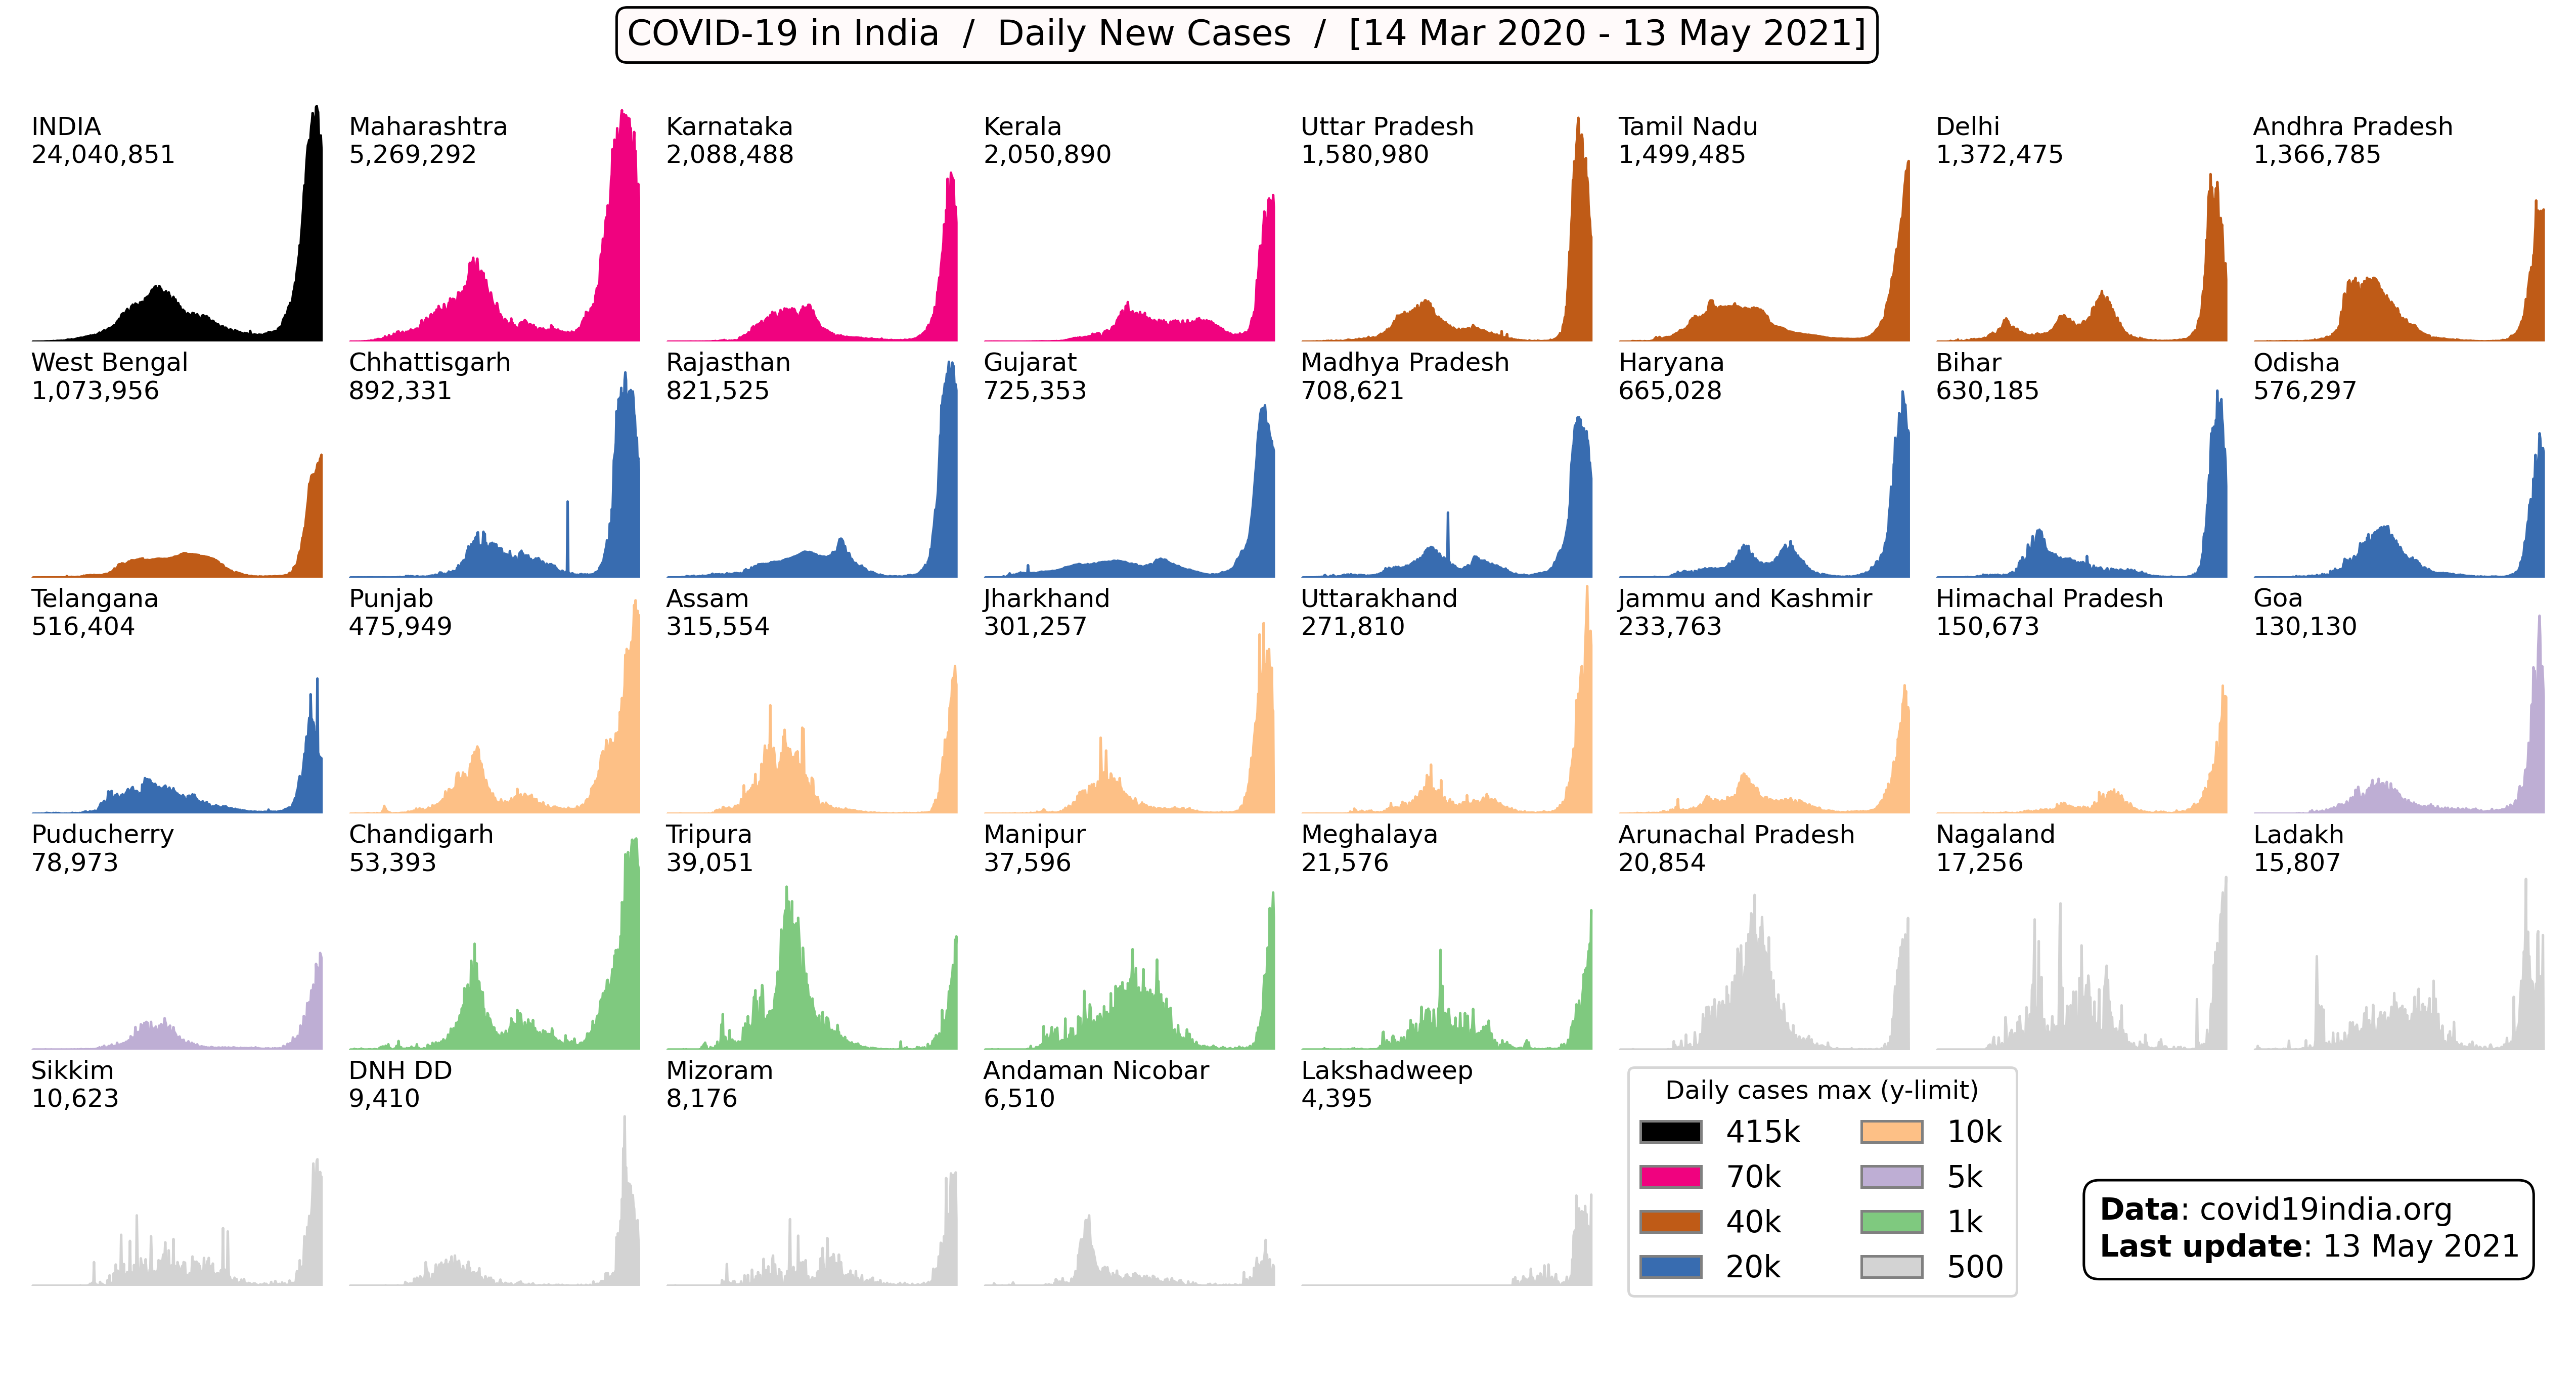 COVID-19 in India / Daily New Cases / [14 Mar 2020 - 13 May 2021]
INDIA
24,040,851
Maharashtra
5,269,292
Karnataka
2,088,488
Kerala
2,050,890
Uttar Pradesh
1,580,980
Tamil Nadu
1,499,485
Delhi
1,372,475
Andhra Pradesh
1,366,785
West Bengal
1,073,956
Chhattisgarh
892,331
Rajasthan
821,525
Gujarat
725,353
Madhya Pradesh
708,621
Haryana
665,028
Bihar
630,185
Odisha
576,297
Telangana
516,404
Punjab
475,949
Assam
315,554
Jharkhand
301,257
Uttarakhand
271,810
Jammu and Kashmir
233,763
Himachal Pradesh
150,673
Goa
130,130
Puducherry
78,973
Chandigarh
53,393
Tripura
39,051
Manipur
37,596
Meghalaya
21,576
Arunachal Pradesh
20,854
Nagaland
17,256
Ladakh
15,807
Sikkim
10,623
DNH DD
9,410
Mizoram
8,176
Andaman Nicobar
6,510
Lakshadweep
4,395
Daily cases max (y-limit)
415k
70k
40k
20k
10k
5k
1k
500
Data: covid19india.org
Last update: 13 May 2021